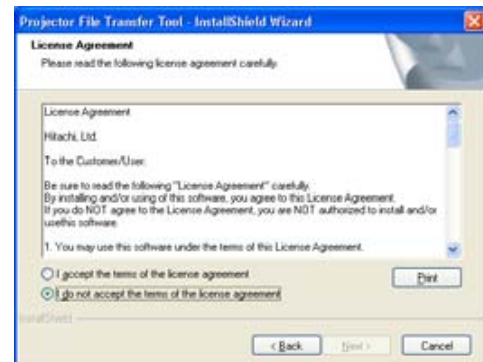 Projector File Transfer Tool - InstallShield Wizard
License Agreement
Please read the following license agreement carefully.
License Agreement
Hitachi, Ltd.
To the Customer/User:
Be sure to read the following "License Agreement" carefully.
By installing and/or using of this software, you agree to this License Agreement.
If you do NOT agree to the License Agreement, you are NOT authorized to install and/or
usethis software.
1. You may use this software under the terms of this License Agreement.
I accept the terms of the license agreement
Print
I do not accept the terms of the license agreement
InstallShield
< Back
Next >
Cancel